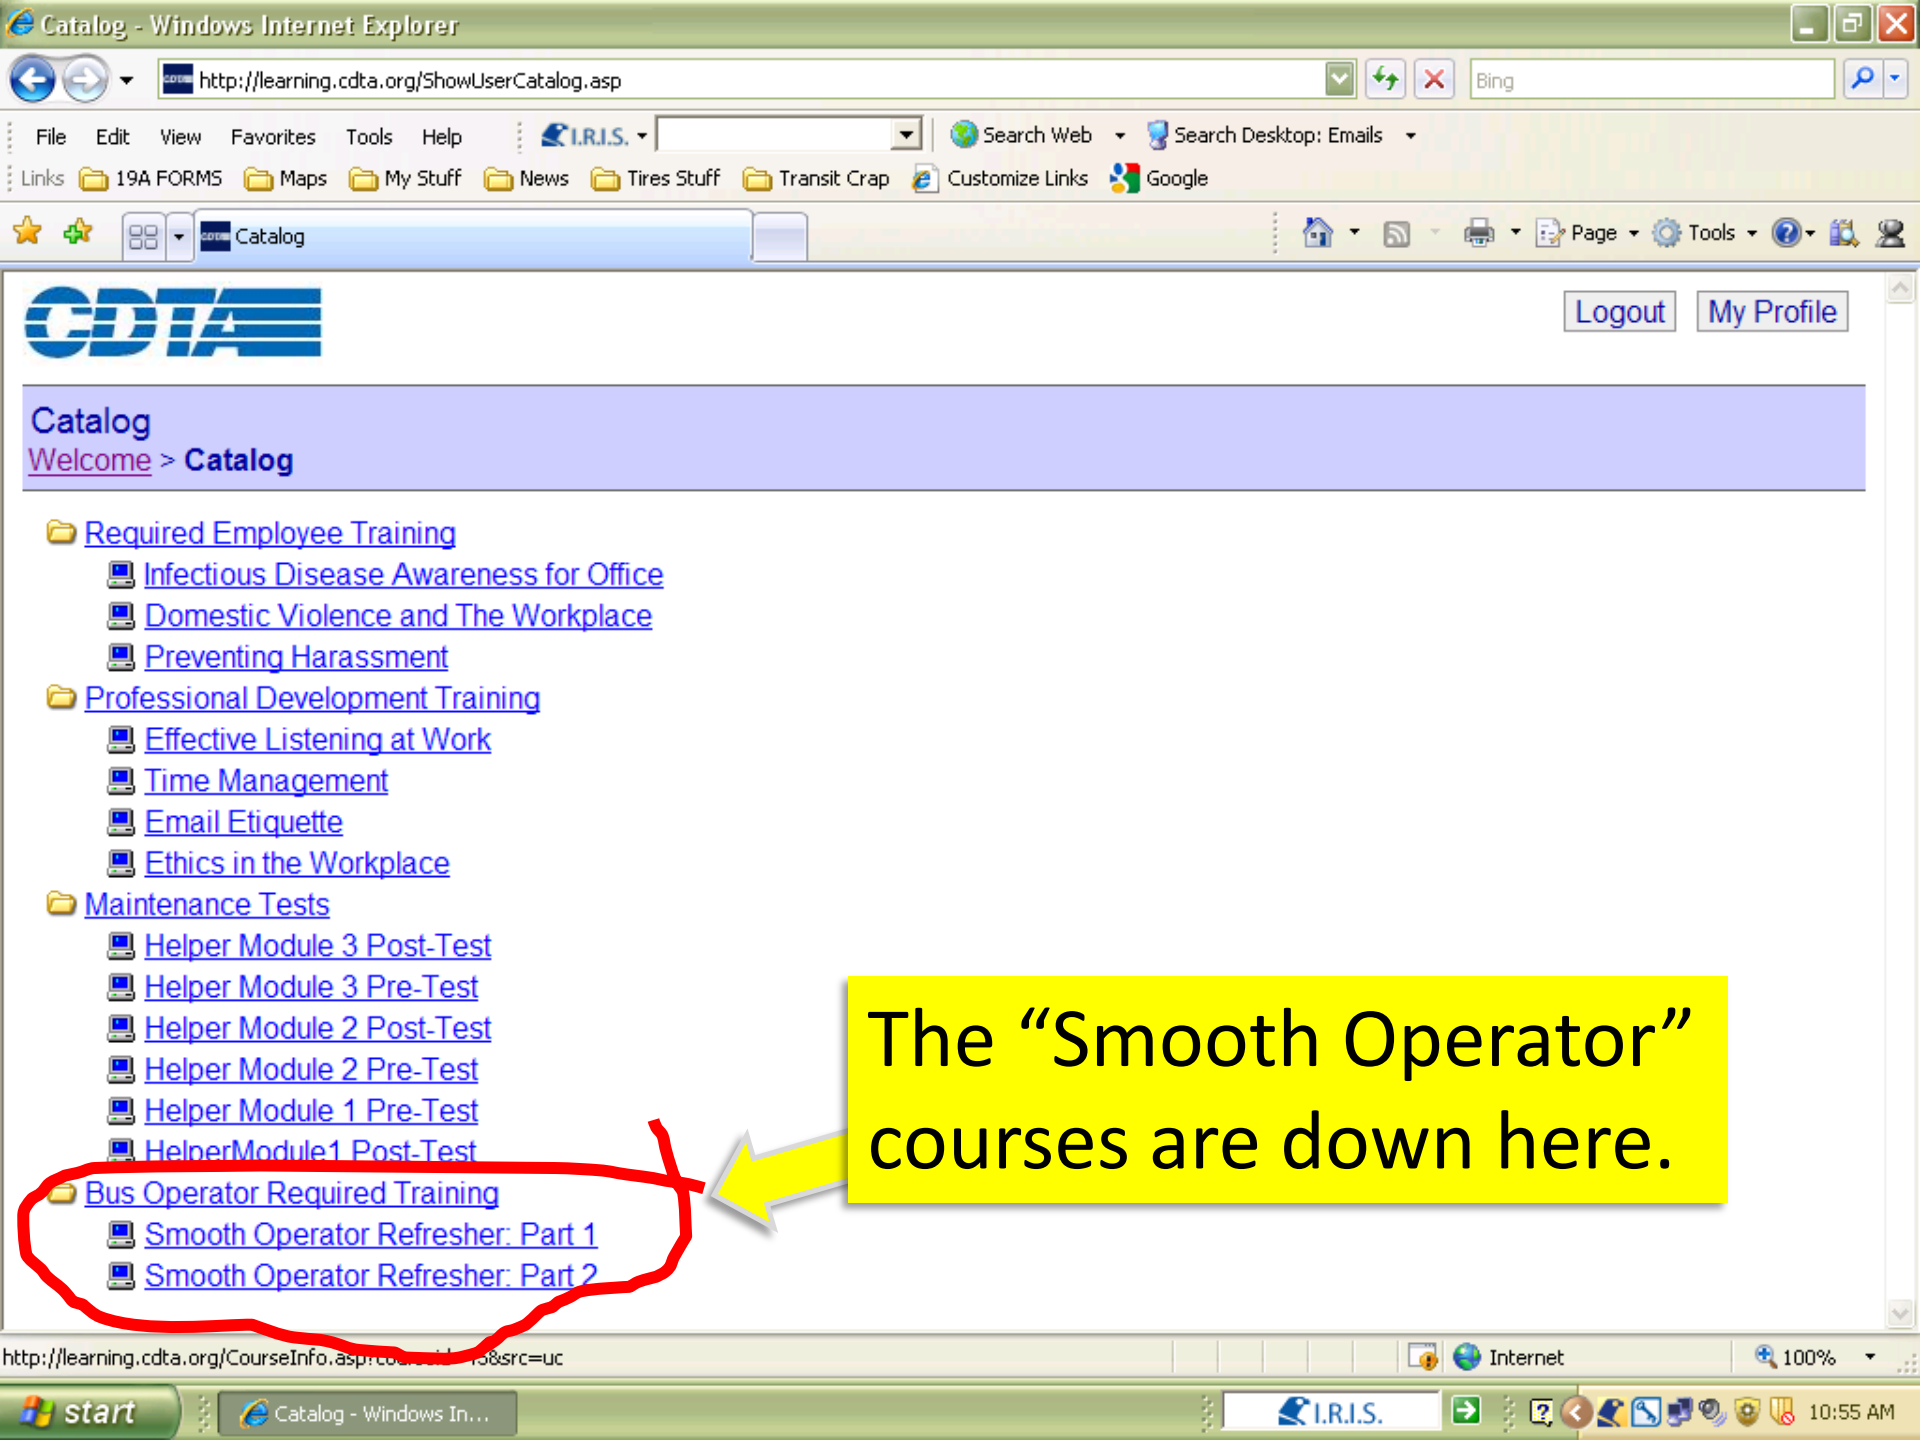 Catalog - Windows Internet Explorer
http://learning.cdta.org/ShowUserCatalog.asp
Bing
File Edit View Favorites Tools Help I.R.I.S. Search Web Search Desktop: Emails
Links 19A FORMS Maps My Stuff News Tires Stuff Transit Crap Customize Links Google
Catalog Page Tools
CDTA
Logout My Profile
Catalog
Welcome > Catalog
Required Employee Training
Infectious Disease Awareness for Office
Domestic Violence and The Workplace
Preventing Harassment
Professional Development Training
Effective Listening at Work
Time Management
Email Etiquette
Ethics in the Workplace
Maintenance Tests
Helper Module 3 Post-Test
Helper Module 3 Pre-Test
Helper Module 2 Post-Test
Helper Module 2 Pre-Test
Helper Module 1 Pre-Test
HelperModule1 Post-Test
Bus Operator Required Training
Smooth Operator Refresher: Part 1
Smooth Operator Refresher: Part 2
The “Smooth Operator”
courses are down here.
http://learning.cdta.org/CourseInfo.asp &src=uc
Internet 100%
start Catalog - Windows In... I.R.I.S. 10:55 AM